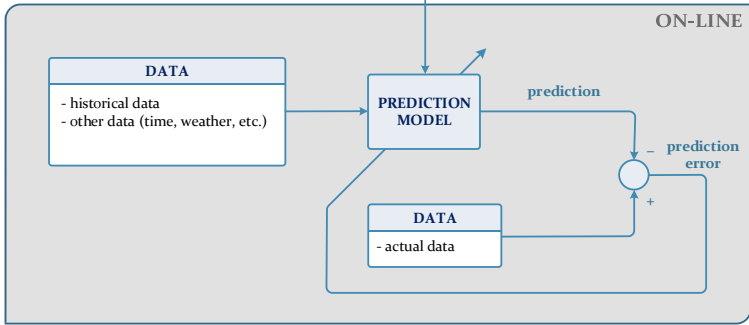 ON-LINE
DATA
- historical data
- other data (time, weather, etc.)
PREDICTION
MODEL
prediction
− prediction
error
+
DATA
- actual data